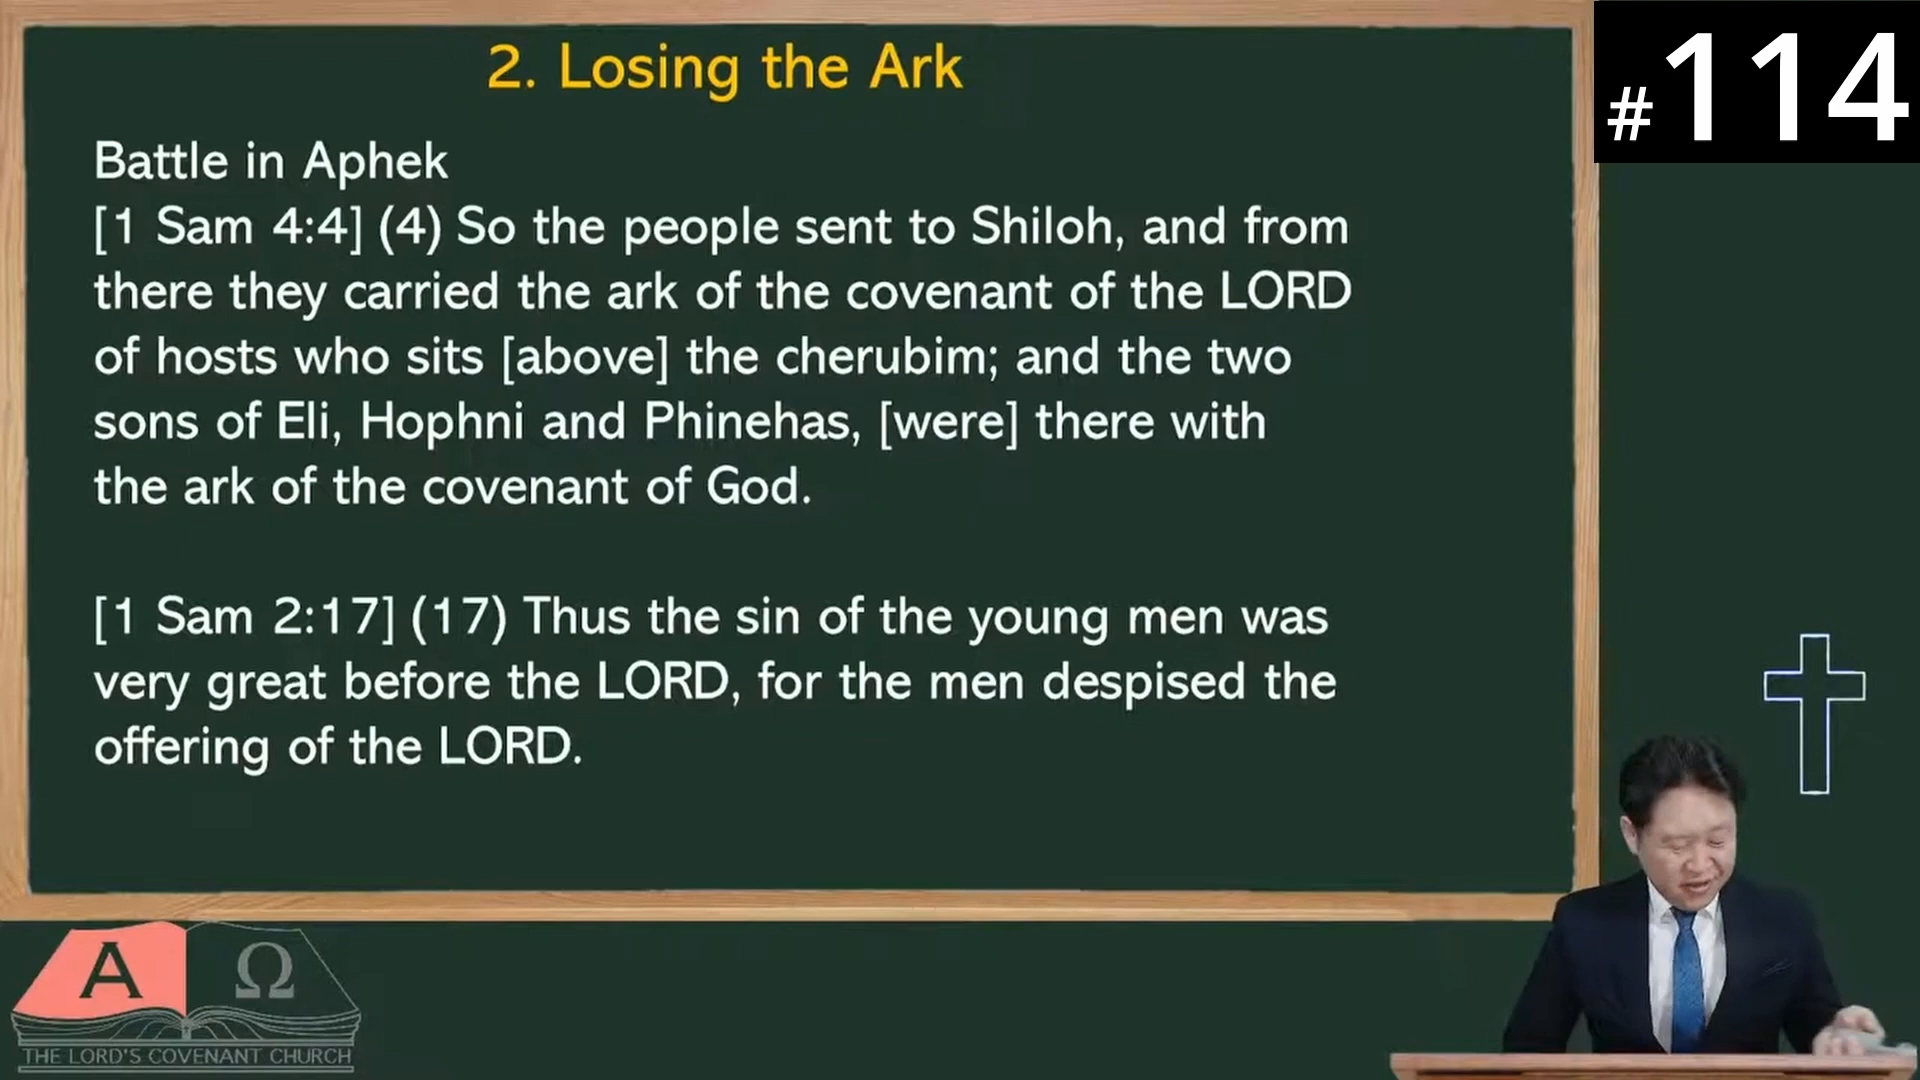 2. Losing the Ark
#114
Battle in Aphek
[1 Sam 4:4] (4) So the people sent to Shiloh, and from
there they carried the ark of the covenant of the LORD
of hosts who sits [above] the cherubim; and the two
sons of Eli, Hophni and Phinehas, [were] there with
the ark of the covenant of God.
[1 Sam 2:17] (17) Thus the sin of the young men was
very great before the LORD, for the men despised the
offering of the LORD.
A Ω
THE LORD'S COVENANT CHURCH